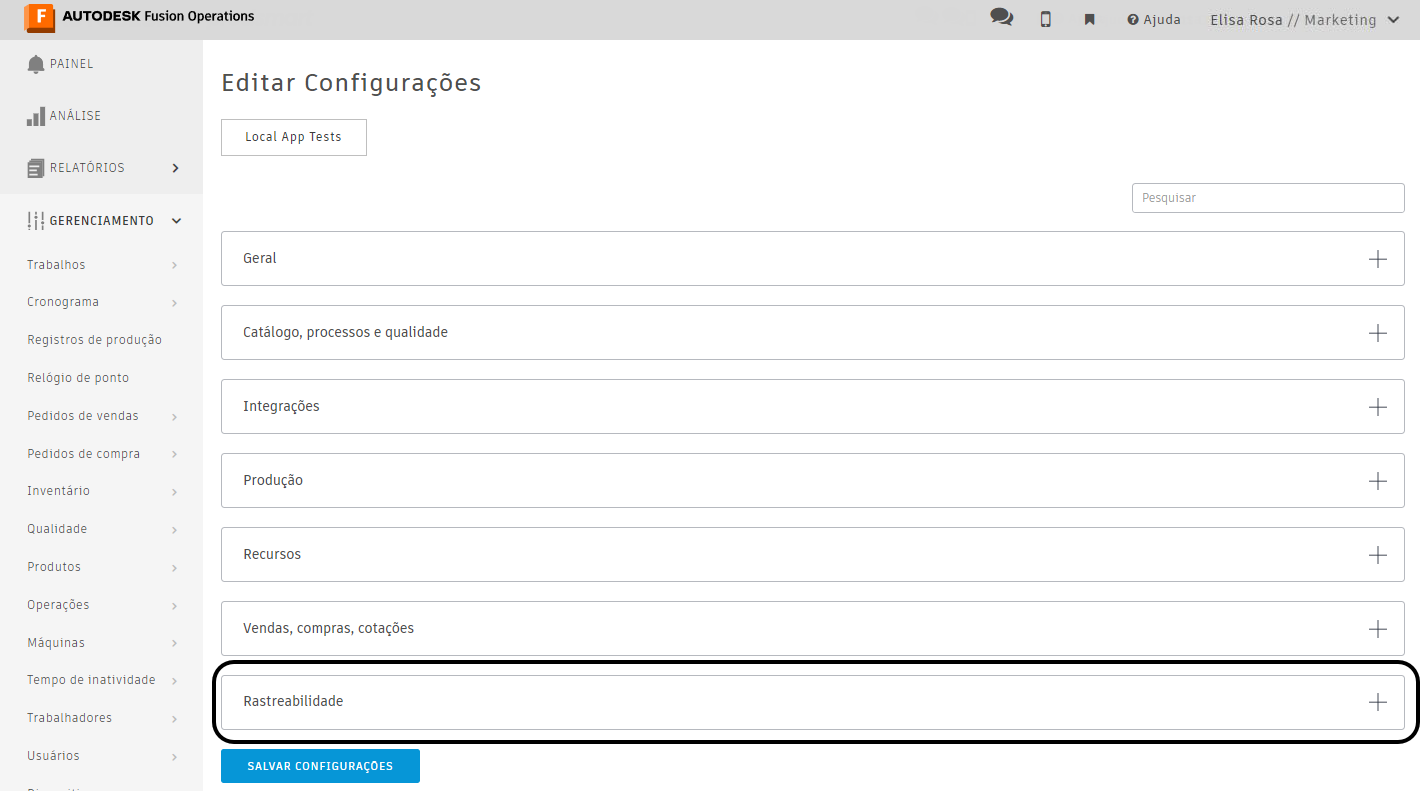 AUTODESK Fusion Operations
Ajuda
Elisa Rosa // Marketing
PAINEL
ANÁLISE
RELATÓRIOS
GERENCIAMENTO
Trabalhos
Cronograma
Registros de produção
Relógio de ponto
Pedidos de vendas
Pedidos de compra
Inventário
Qualidade
Produtos
Operações
Máquinas
Tempo de inatividade
Trabalhadores
Usuários
Editar Configurações
Local App Tests
Pesquisar
Geral
Catálogo, processos e qualidade
Integrações
Produção
Recursos
Vendas, compras, cotações
Rastreabilidade
SALVAR CONFIGURAÇÕES